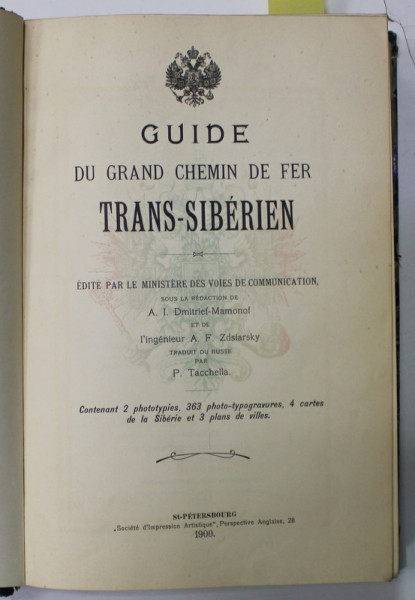 GUIDE
DU GRAND CHEMIN DE FER
TRANS-SIBÉRIEN
ÉDITÉ PAR LE MINISTÈRE DES VOIES DE COMMUNICATION,
SOUS LA RÉDACTION DE
A. I. Dmitrief-Mamonof
ET DE
l'ingénieur A. F. Zdsiarsky
TRADUIT DU RUSSE
PAR
P. Tacchella.
Contenant 2 phototypies, 363 photo-typogravures, 4 cartes
de la Sibérie et 3 plans de villes.
St-PÉTERSBOURG
„Société d'Impression Artistique", Perspective Anglaise, 28
1900.